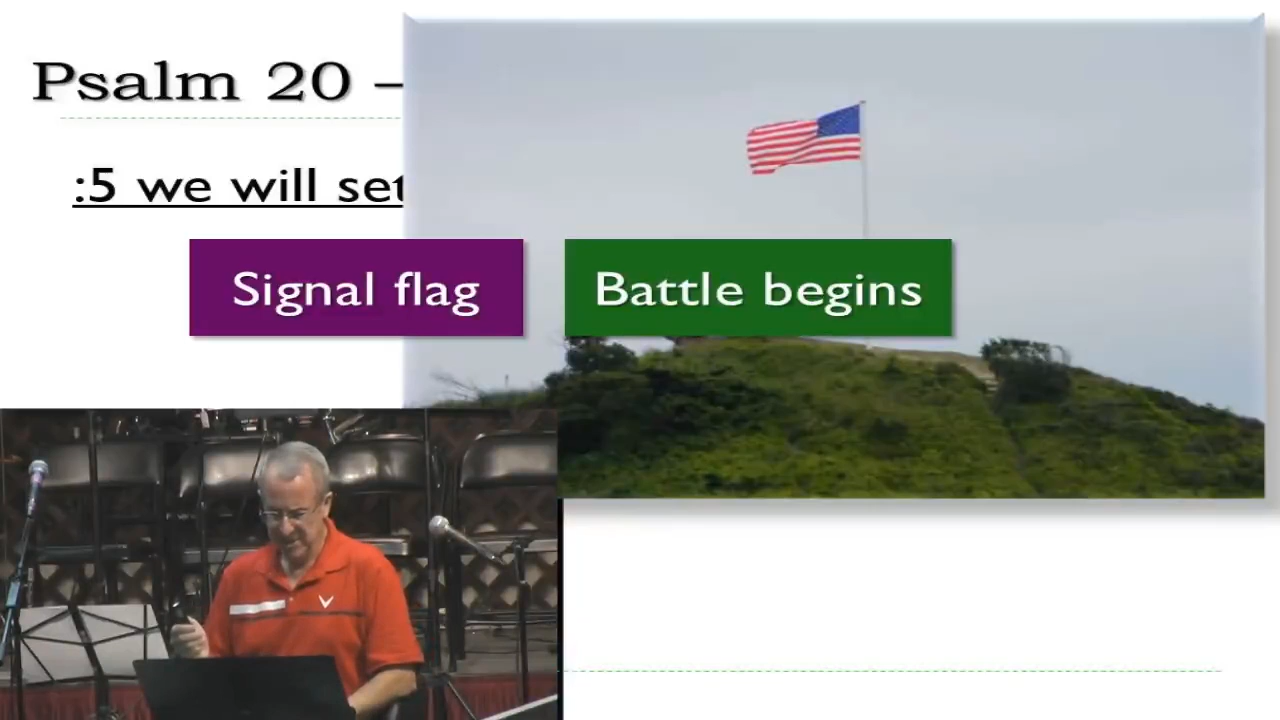 Psalm 20 –
:5 we will set
Signal flag
Battle begins